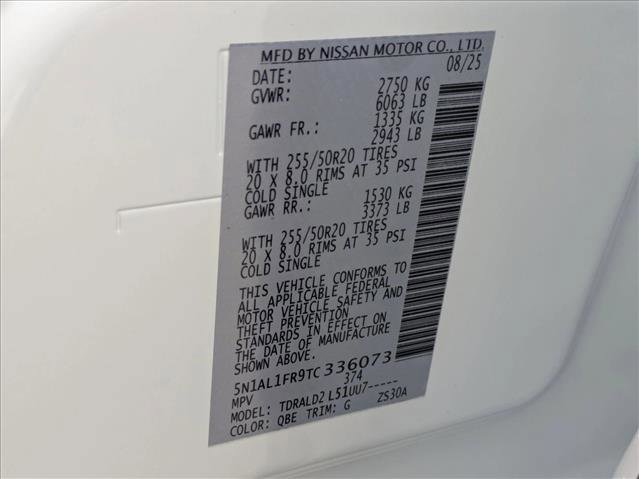 MFD BY NISSAN MOTOR CO., LTD.
DATE: 08/25
GVWR: 2750 KG
6063 LB
GAWR FR.: 1335 KG
2943 LB
WITH 255/50R20 TIRES
20 X 8.0 RIMS AT 35 PSI
COLD SINGLE
GAWR RR.: 1530 KG
3373 LB
WITH 255/50R20 TIRES
20 X 8.0 RIMS AT 35 PSI
COLD SINGLE
THIS VEHICLE CONFORMS TO
ALL APPLICABLE FEDERAL
MOTOR VEHICLE SAFETY AND
THEFT PREVENTION
STANDARDS IN EFFECT ON
THE DATE OF MANUFACTURE
SHOWN ABOVE.
5N1AL1FR9TC336073
MPV 374
MODEL: TDRALD2 L51UU7-----
COLOR: QBE TRIM: G ZS30A